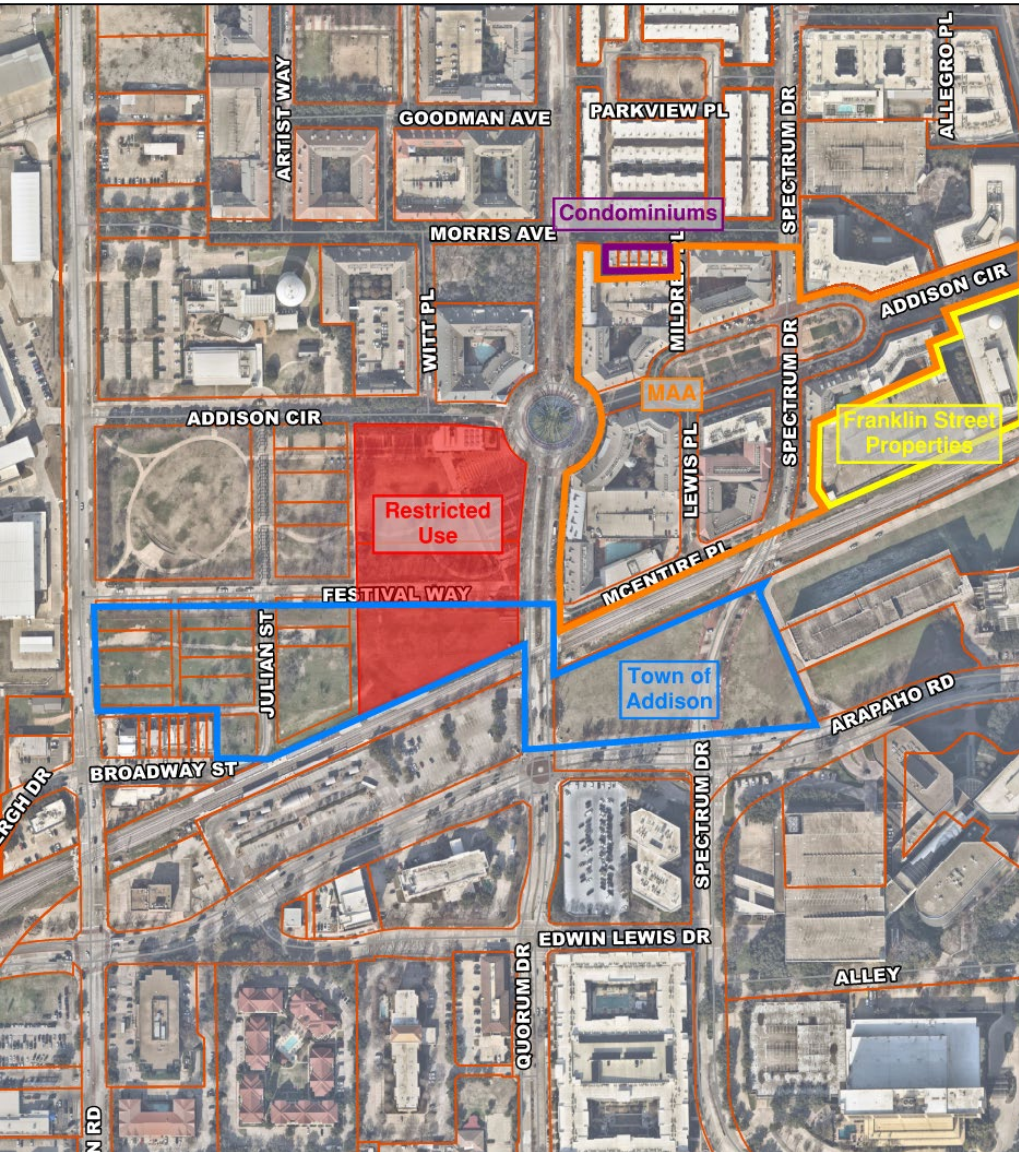 ALLEGRO PL
ARTIST WAY
GOODMAN AVE
PARKVIEW PL
SPECTRUM DR
Condominiums
MORRIS AVE
ADDISON CIR
WITT PL
SPECTRUM DR
MAA
ADDISON CIR
Franklin Street
Properties
LEWIS PL
Restricted
Use
MCENTIRE PL
FESTIVAL WAY
JULIAN ST
Town of
Addison
ARAPAHO RD
BROADWAY ST
SPECTRUM DR
EDWIN LEWIS DR
QUORUM DR
ALLEY